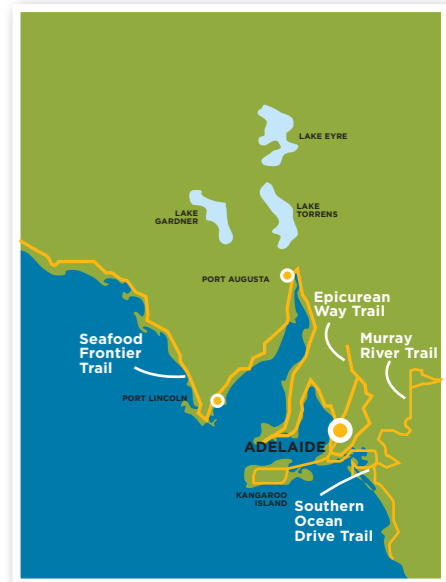 LAKE EYRE
LAKE
GARDNER
LAKE
TORRENS
PORT AUGUSTA
Epicurean
Way Trail
Murray
River Trail
Seafood
Frontier
Trail
PORT LINCOLN
ADELAIDE
KANGAROO
ISLAND
Southern
Ocean
Drive Trail